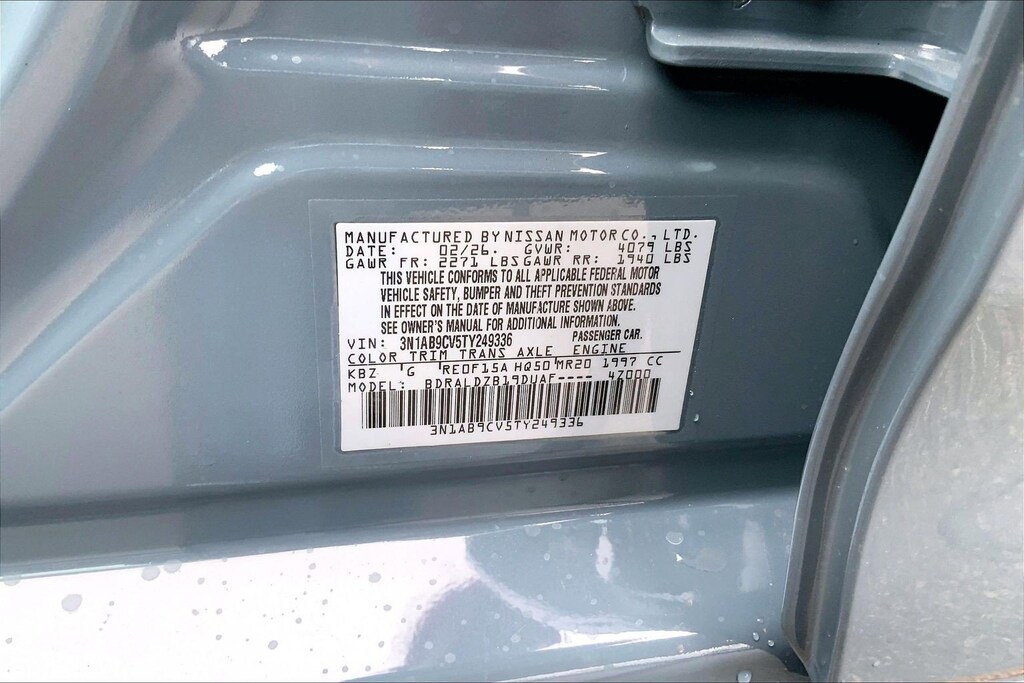 MANUFACTURED BY NISSAN MOTOR CO., LTD.
DATE: 02/26. GVWR: 4079 LBS
GAWR FR: 2271 LBS GAWR RR: 1940 LBS
THIS VEHICLE CONFORMS TO ALL APPLICABLE FEDERAL MOTOR
VEHICLE SAFETY, BUMPER AND THEFT PREVENTION STANDARDS
IN EFFECT ON THE DATE OF MANUFACTURE SHOWN ABOVE.
SEE OWNER'S MANUAL FOR ADDITIONAL INFORMATION.
VIN: 3N1AB9CV5TY249336 PASSENGER CAR.
COLOR TRIM TRANS AXLE ENGINE
KBZ G RE0F15A HQ50 MR20 1997 CC
MODEL: BDRALDZB19DUAF---- 47000
3N1AB9CV5TY249336